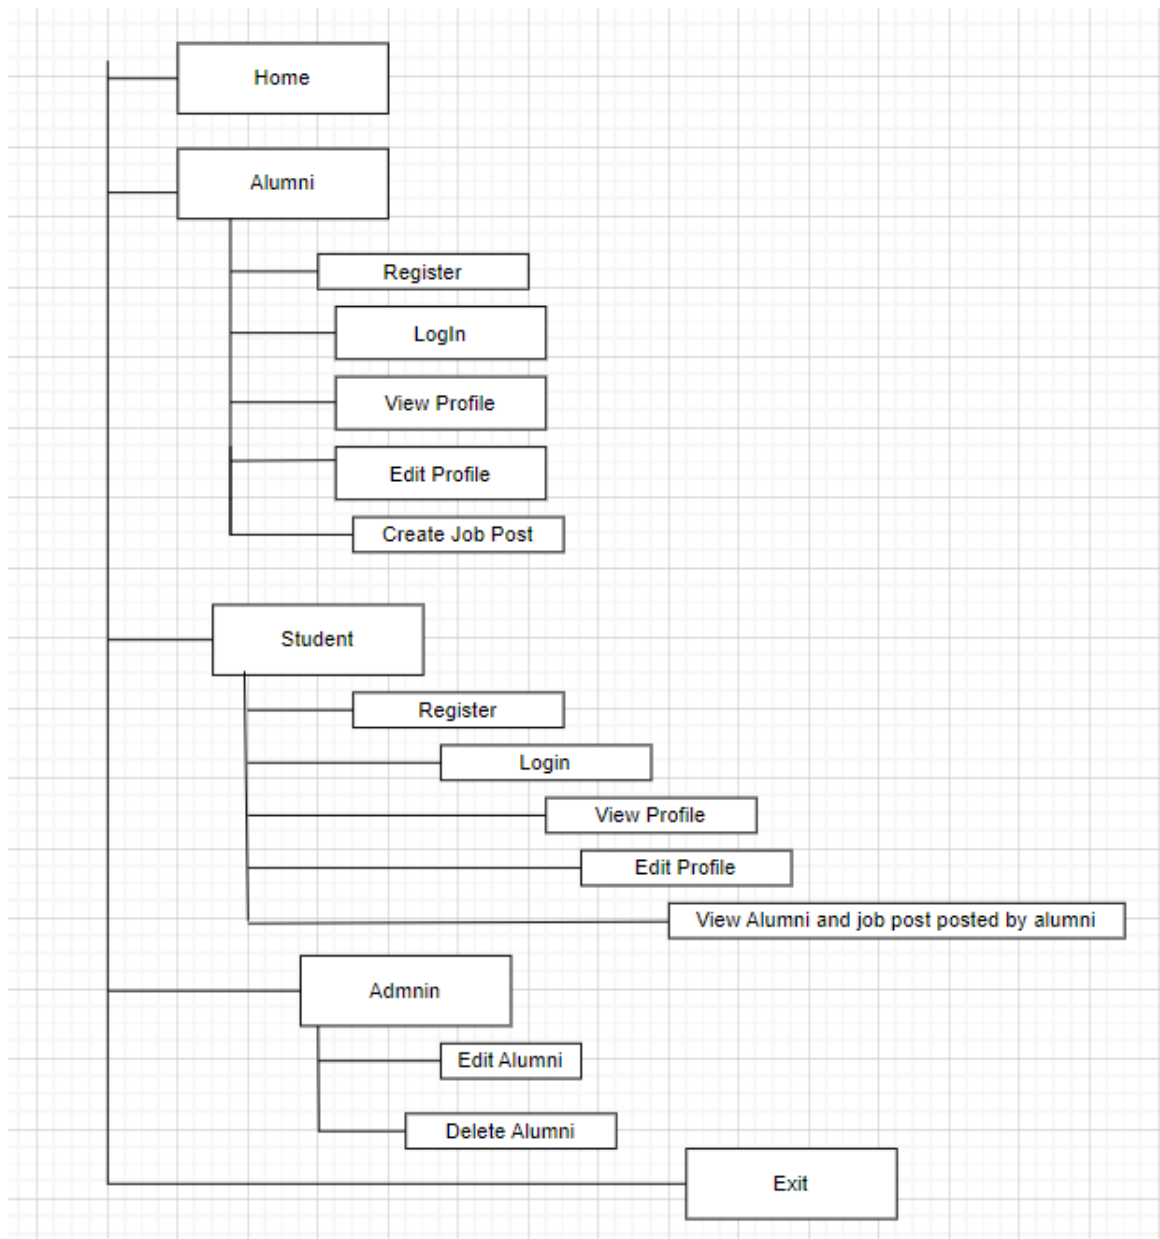 Home
Alumni
Register
LogIn
View Profile
Edit Profile
Create Job Post
Student
Register
Login
View Profile
Edit Profile
View Alumni and job post posted by alumni
Admnin
Edit Alumni
Delete Alumni
Exit